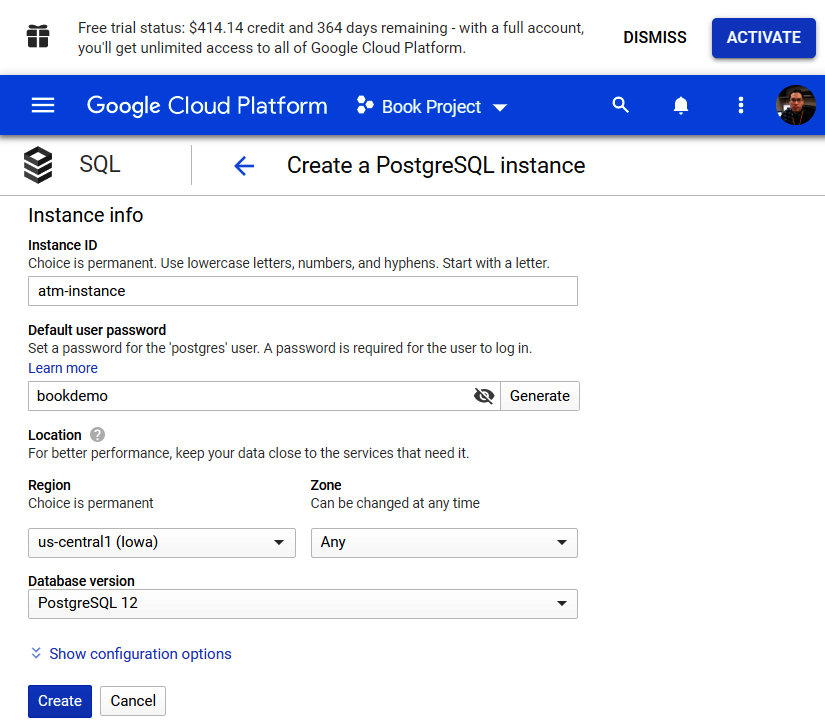 Free trial status: $414.14 credit and 364 days remaining - with a full account,
you'll get unlimited access to all of Google Cloud Platform.
DISMISS
ACTIVATE
Google Cloud Platform
Book Project
SQL
Create a PostgreSQL instance
Instance info
Instance ID
Choice is permanent. Use lowercase letters, numbers, and hyphens. Start with a letter.
atm-instance
Default user password
Set a password for the 'postgres' user. A password is required for the user to log in.
Learn more
bookdemo
Generate
Location ?
For better performance, keep your data close to the services that need it.
Region
Choice is permanent
Zone
Can be changed at any time
us-central1 (Iowa)
Any
Database version
PostgreSQL 12
Show configuration options
Create
Cancel